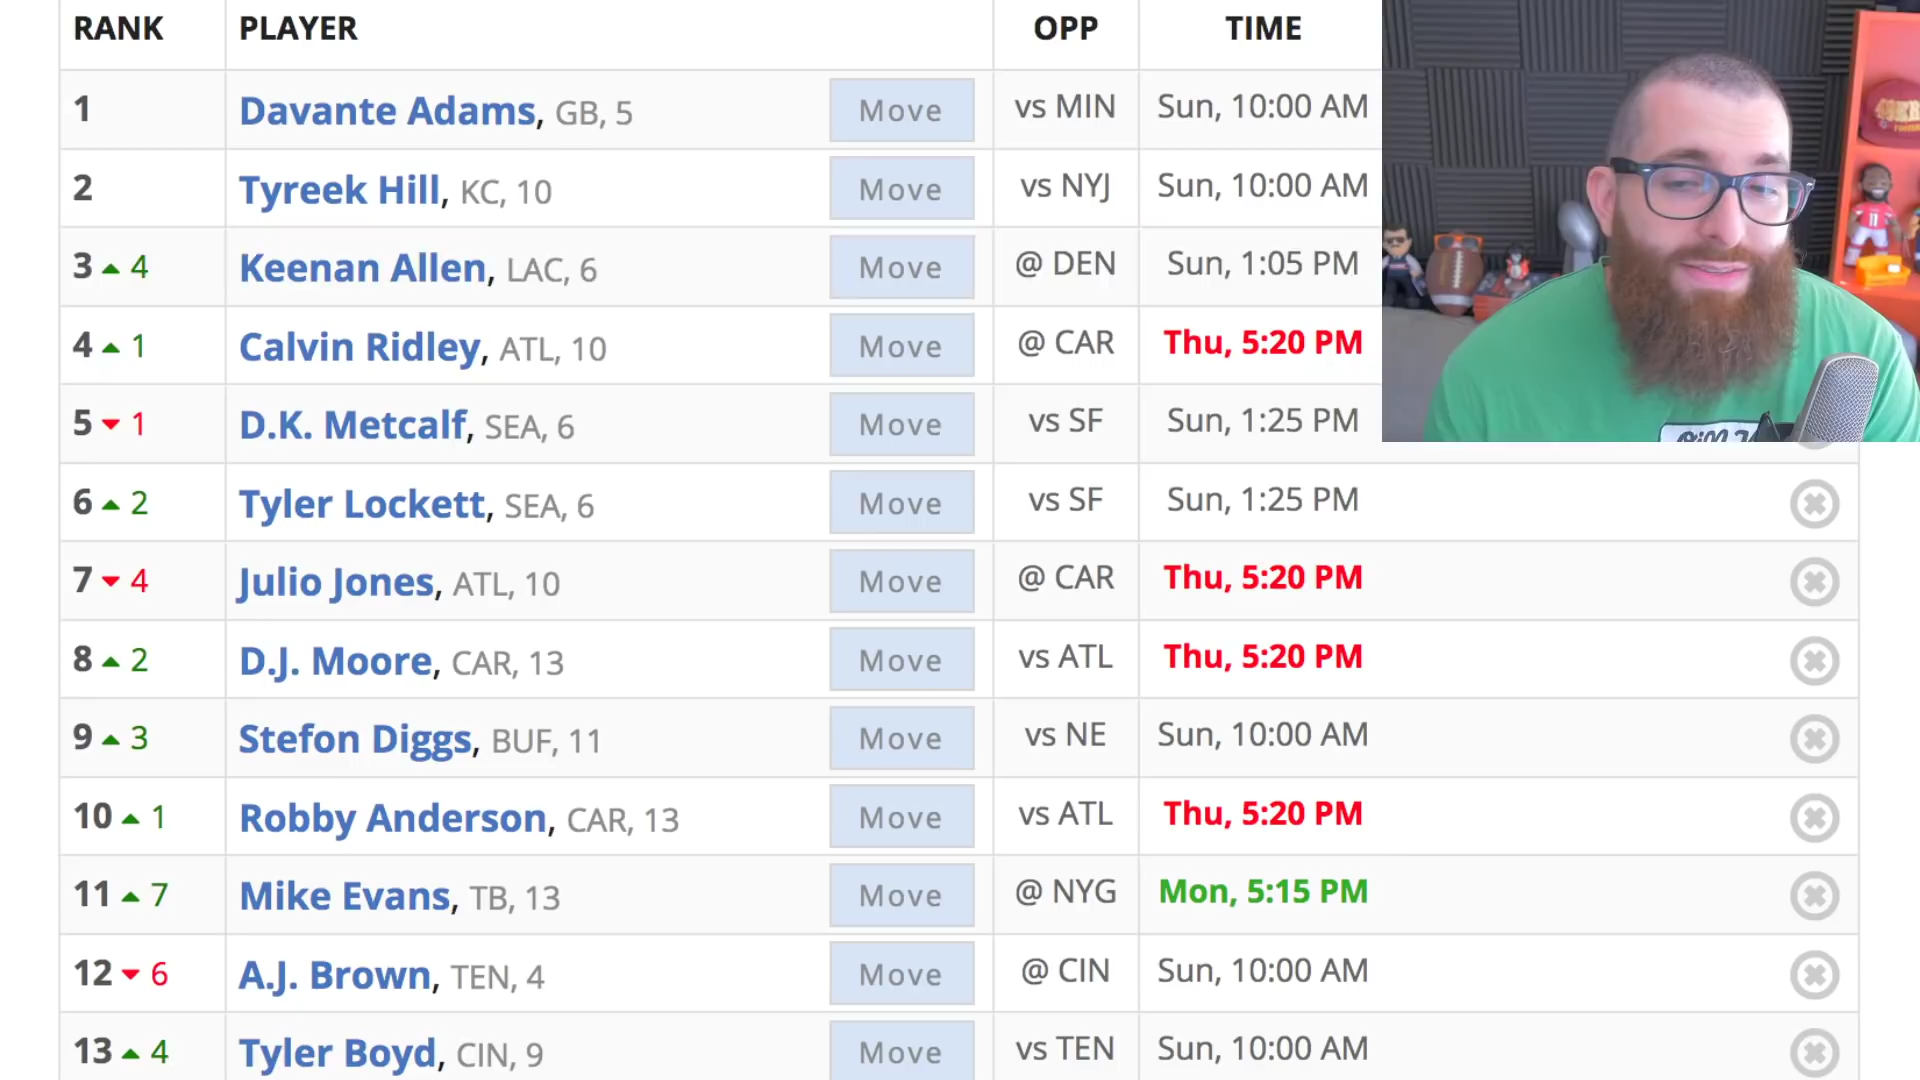 RANK PLAYER OPP TIME
1 Davante Adams, GB, 5 Move vs MIN Sun, 10:00 AM
2 Tyreek Hill, KC, 10 Move vs NYJ Sun, 10:00 AM
3 4 Keenan Allen, LAC, 6 Move @ DEN Sun, 1:05 PM
4 1 Calvin Ridley, ATL, 10 Move @ CAR Thu, 5:20 PM
5 1 D.K. Metcalf, SEA, 6 Move vs SF Sun, 1:25 PM
6 2 Tyler Lockett, SEA, 6 Move vs SF Sun, 1:25 PM
7 4 Julio Jones, ATL, 10 Move @ CAR Thu, 5:20 PM
8 2 D.J. Moore, CAR, 13 Move vs ATL Thu, 5:20 PM
9 3 Stefon Diggs, BUF, 11 Move vs NE Sun, 10:00 AM
10 1 Robby Anderson, CAR, 13 Move vs ATL Thu, 5:20 PM
11 7 Mike Evans, TB, 13 Move @ NYG Mon, 5:15 PM
12 6 A.J. Brown, TEN, 4 Move @ CIN Sun, 10:00 AM
13 4 Tyler Boyd, CIN, 9 Move vs TEN Sun, 10:00 AM
11